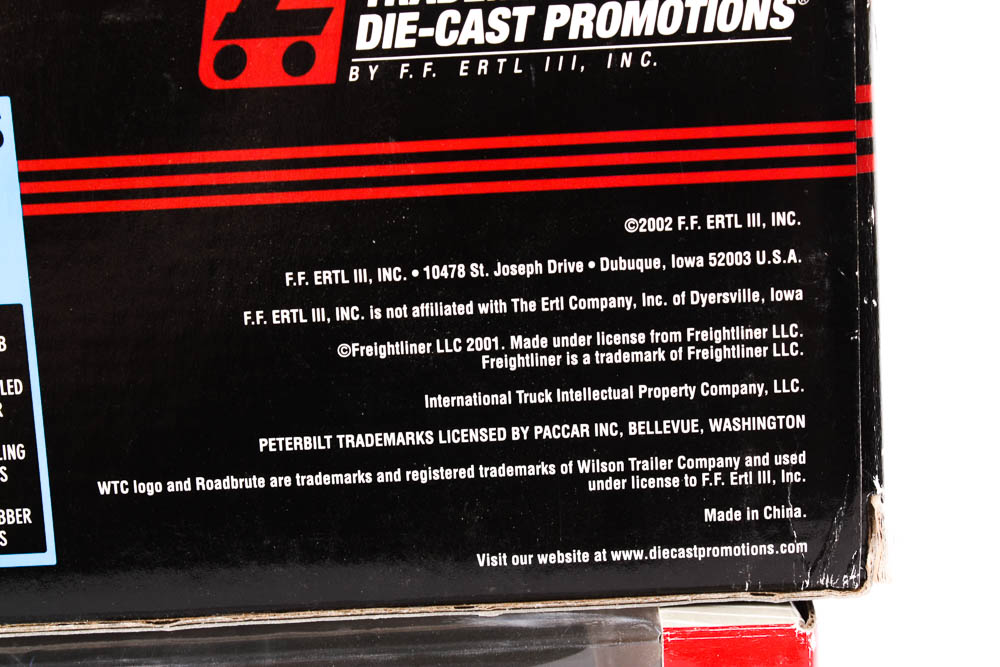 DIE-CAST PROMOTIONS®
BY F.F. ERTL III, INC.
S
©2002 F.F. ERTL III, INC.
F.F. ERTL III, INC. • 10478 St. Joseph Drive • Dubuque, Iowa 52003 U.S.A.
F.F. ERTL III, INC. is not affiliated with The Ertl Company, Inc. of Dyersville, Iowa
©Freightliner LLC 2001. Made under license from Freightliner LLC.
Freightliner is a trademark of Freightliner LLC.
International Truck Intellectual Property Company, LLC.
PETERBILT TRADEMARKS LICENSED BY PACCAR INC, BELLEVUE, WASHINGTON
WTC logo and Roadbrute are trademarks and registered trademarks of Wilson Trailer Company and used
under license to F.F. Ertl III, Inc.
Made in China.
Visit our website at www.diecastpromotions.com
B
LED
R
LING
S
BBER
S